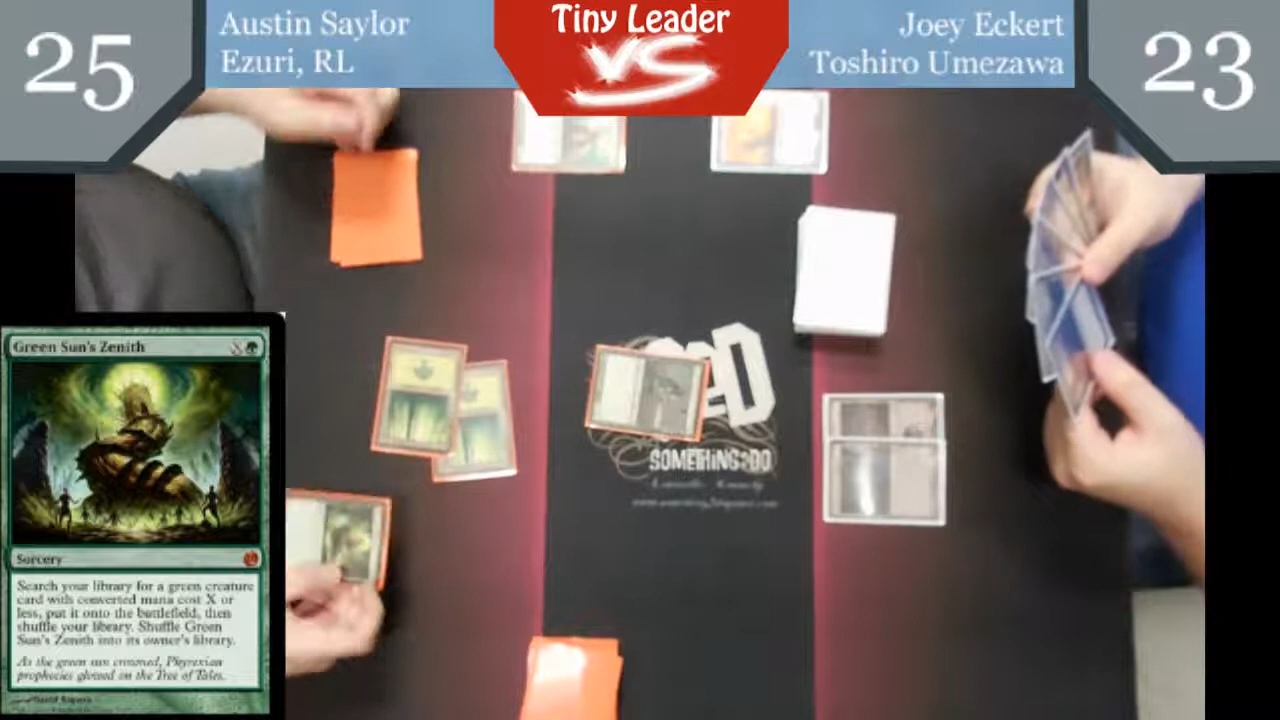 25
Austin Saylor
Ezuri, RL
Tiny Leader
VS
Joey Eckert
Toshiro Umezawa
23
Green Sun's Zenith X
Sorcery
Search your library for a green creature
card with converted mana cost X or
less, put it onto the battlefield, then
shuffle your library. Shuffle Green
Sun's Zenith into its owner's library.
As the green sun crowned, Phyrexian
prophecies glowed on the Tree of Tales.
SOMETHING2DO